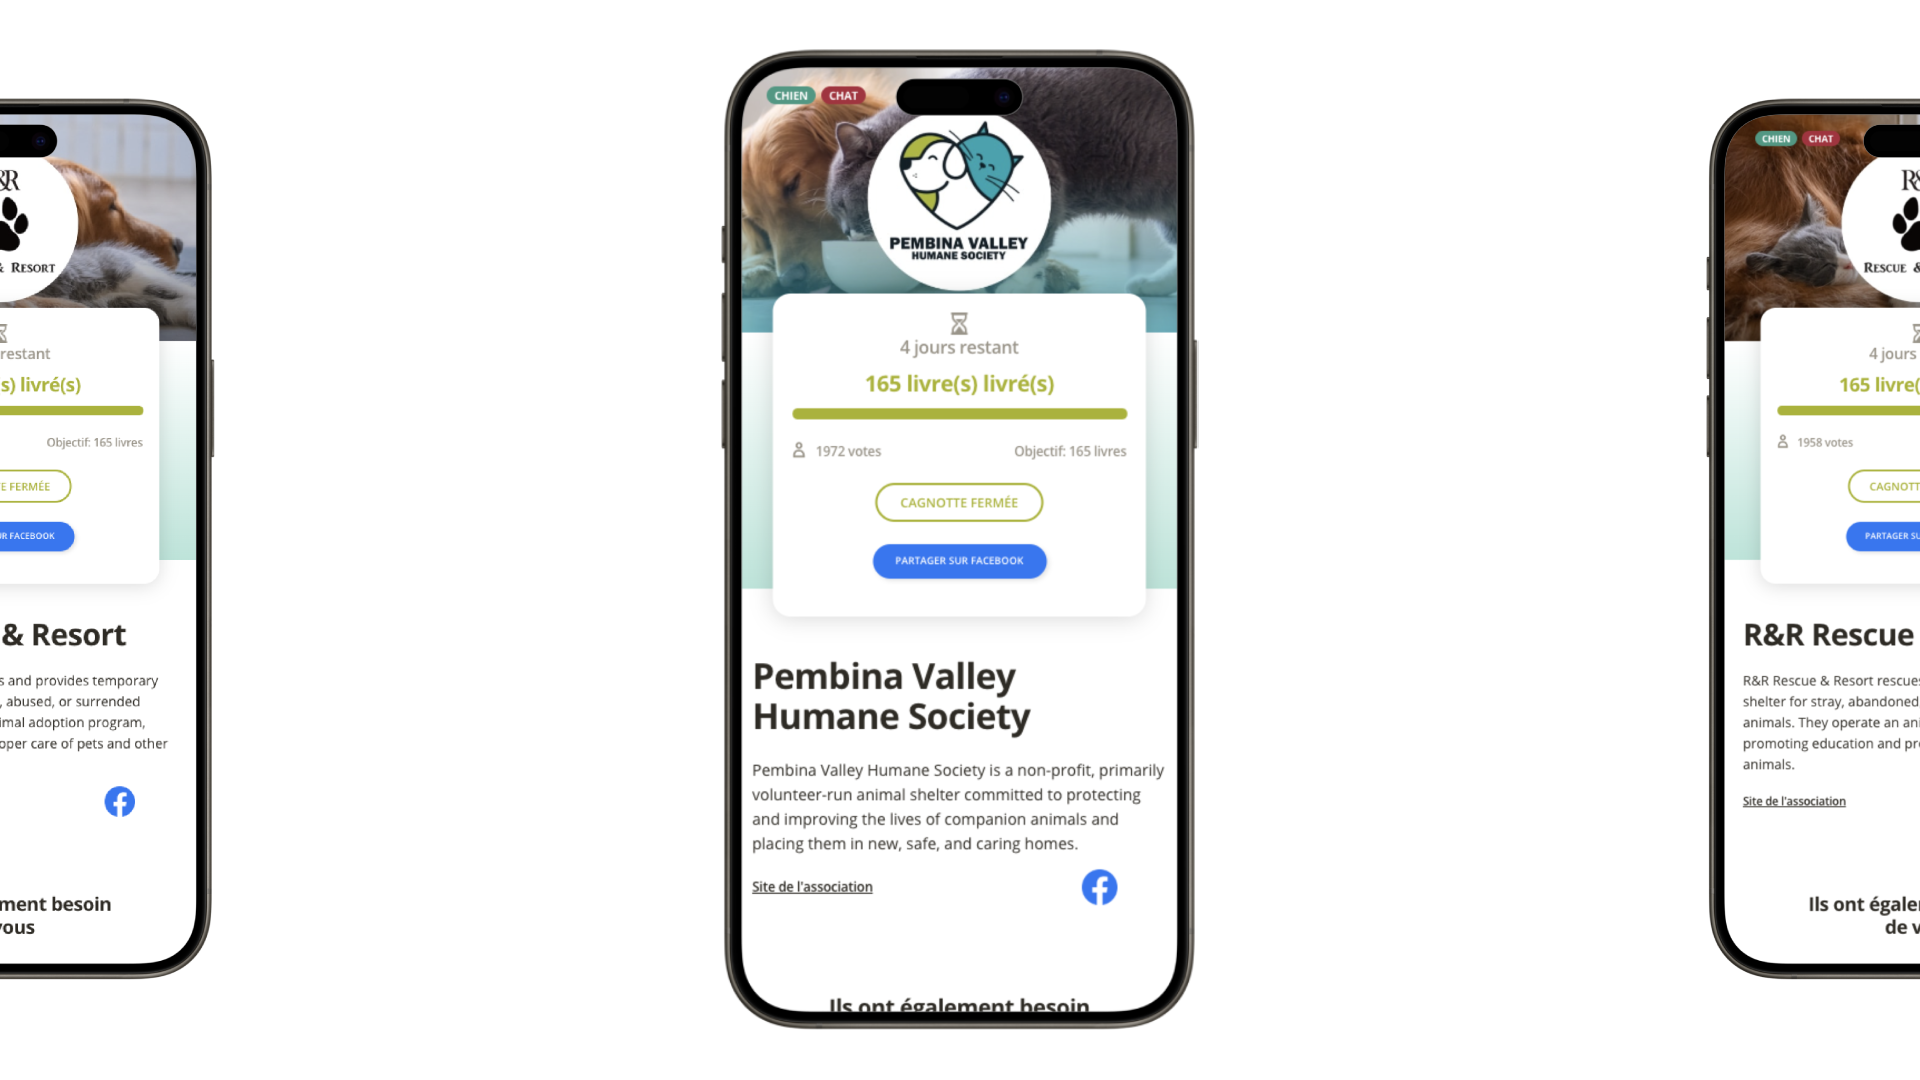 &R
& RESORT
restant
s) livré(s)
Objectif: 165 livres
E FERMÉE
UR FACEBOOK
& Resort
s and provides temporary
, abused, or surrended
imal adoption program,
oper care of pets and other
ment besoin
vous
CHIEN CHAT
PEMBINA VALLEY
HUMANE SOCIETY
4 jours restant
165 livre(s) livré(s)
1972 votes Objectif: 165 livres
CAGNOTTE FERMÉE
PARTAGER SUR FACEBOOK
Pembina Valley
Humane Society
Pembina Valley Humane Society is a non-profit, primarily
volunteer-run animal shelter committed to protecting
and improving the lives of companion animals and
placing them in new, safe, and caring homes.
Site de l'association
Ils ont également besoin
CHIEN CHAT
R&
RESCUE &
4 jours
165 livre(
1958 votes
CAGNOTT
PARTAGER SU
R&R Rescue
R&R Rescue & Resort rescues
shelter for stray, abandoned,
animals. They operate an ani
promoting education and pr
animals.
Site de l'association
Ils ont égale
de v